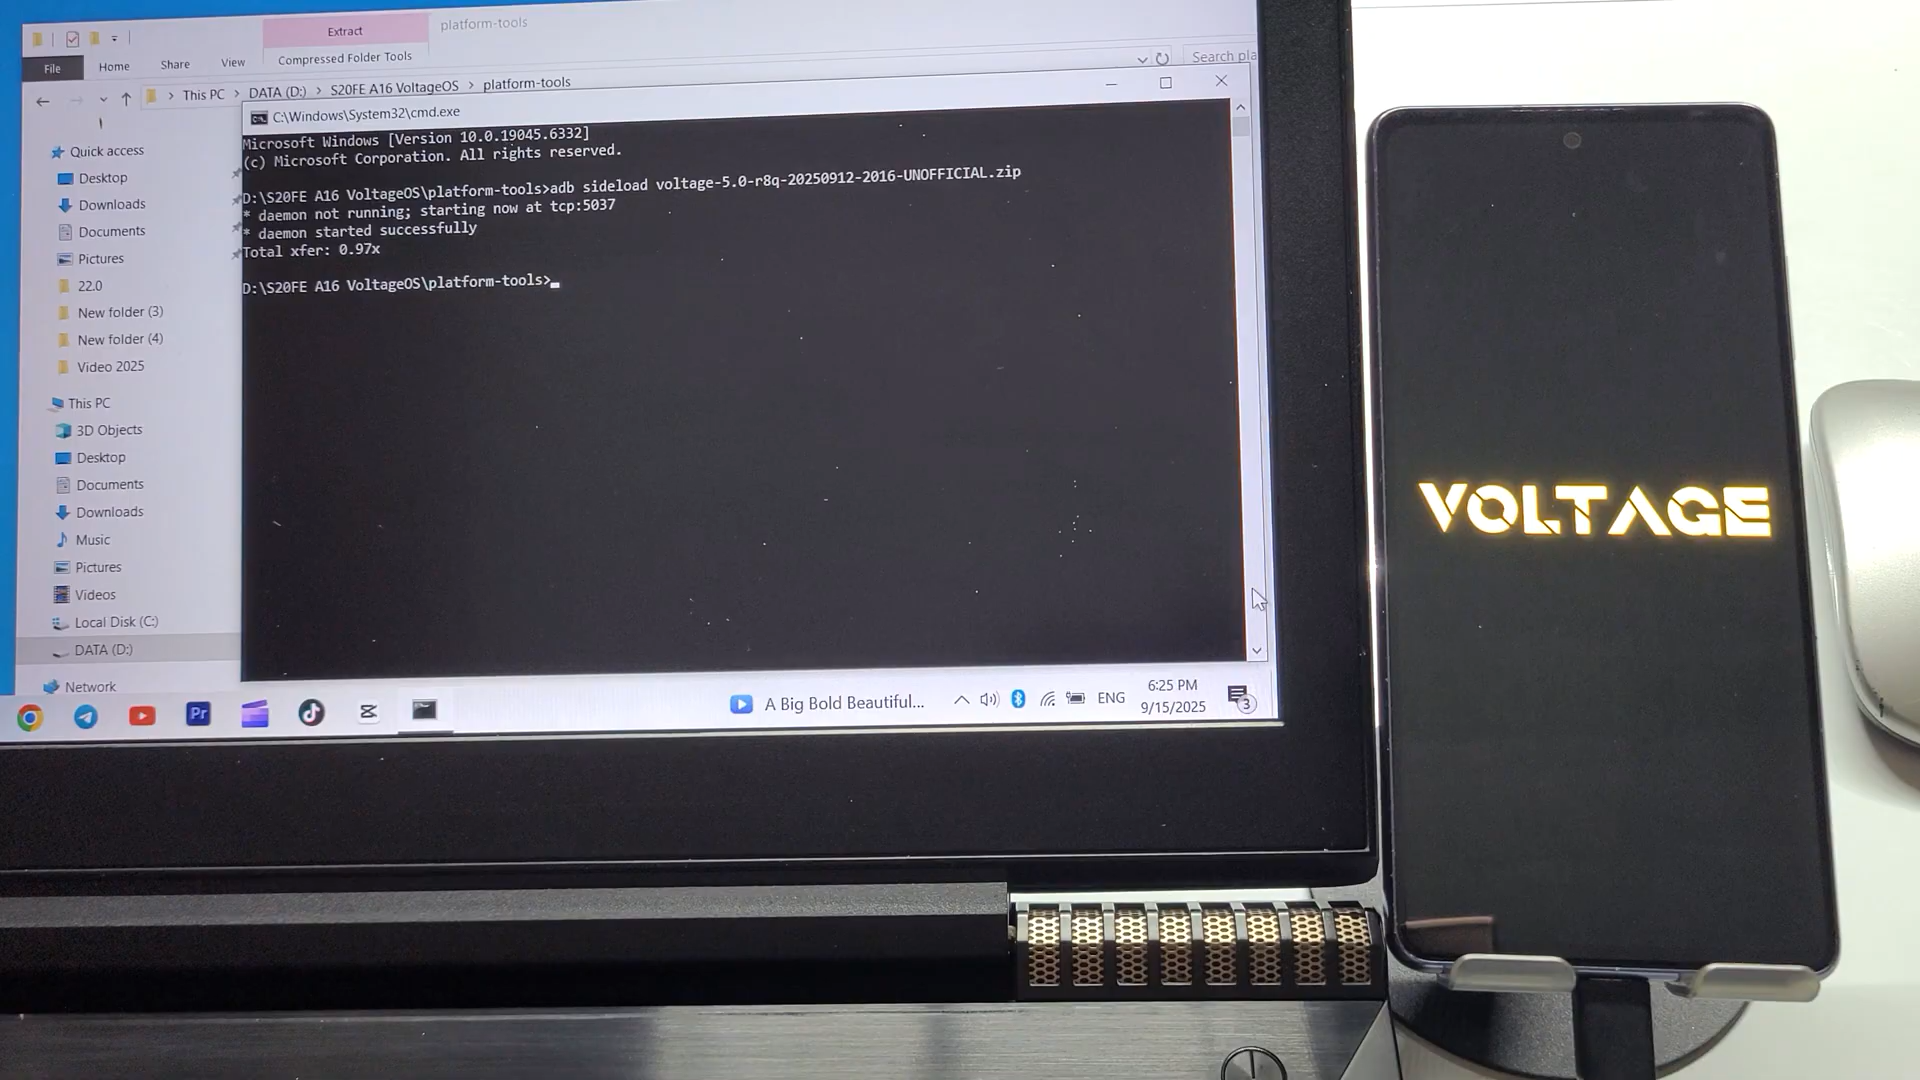 Extract
platform-tools
File
Home
Share
View
Compressed Folder Tools
This PC > DATA (D:) > S20FE A16 VoltageOS > platform-tools
Search pla
C:\Windows\System32\cmd.exe
Microsoft Windows [Version 10.0.19045.6332]
(c) Microsoft Corporation. All rights reserved.
D:\S20FE A16 VoltageOS\platform-tools>adb sideload voltage-5.0-r8q-20250912-2016-UNOFFICIAL.zip
* daemon not running; starting now at tcp:5037
* daemon started successfully
Total xfer: 0.97x
D:\S20FE A16 VoltageOS\platform-tools>
Quick access
Desktop
Downloads
Documents
Pictures
22.0
New folder (3)
New folder (4)
Video 2025
This PC
3D Objects
Desktop
Documents
Downloads
Music
Pictures
Videos
Local Disk (C:)
DATA (D:)
Network
Pr
A Big Bold Beautiful...
ENG
6:25 PM
9/15/2025
3
VOLTAGE